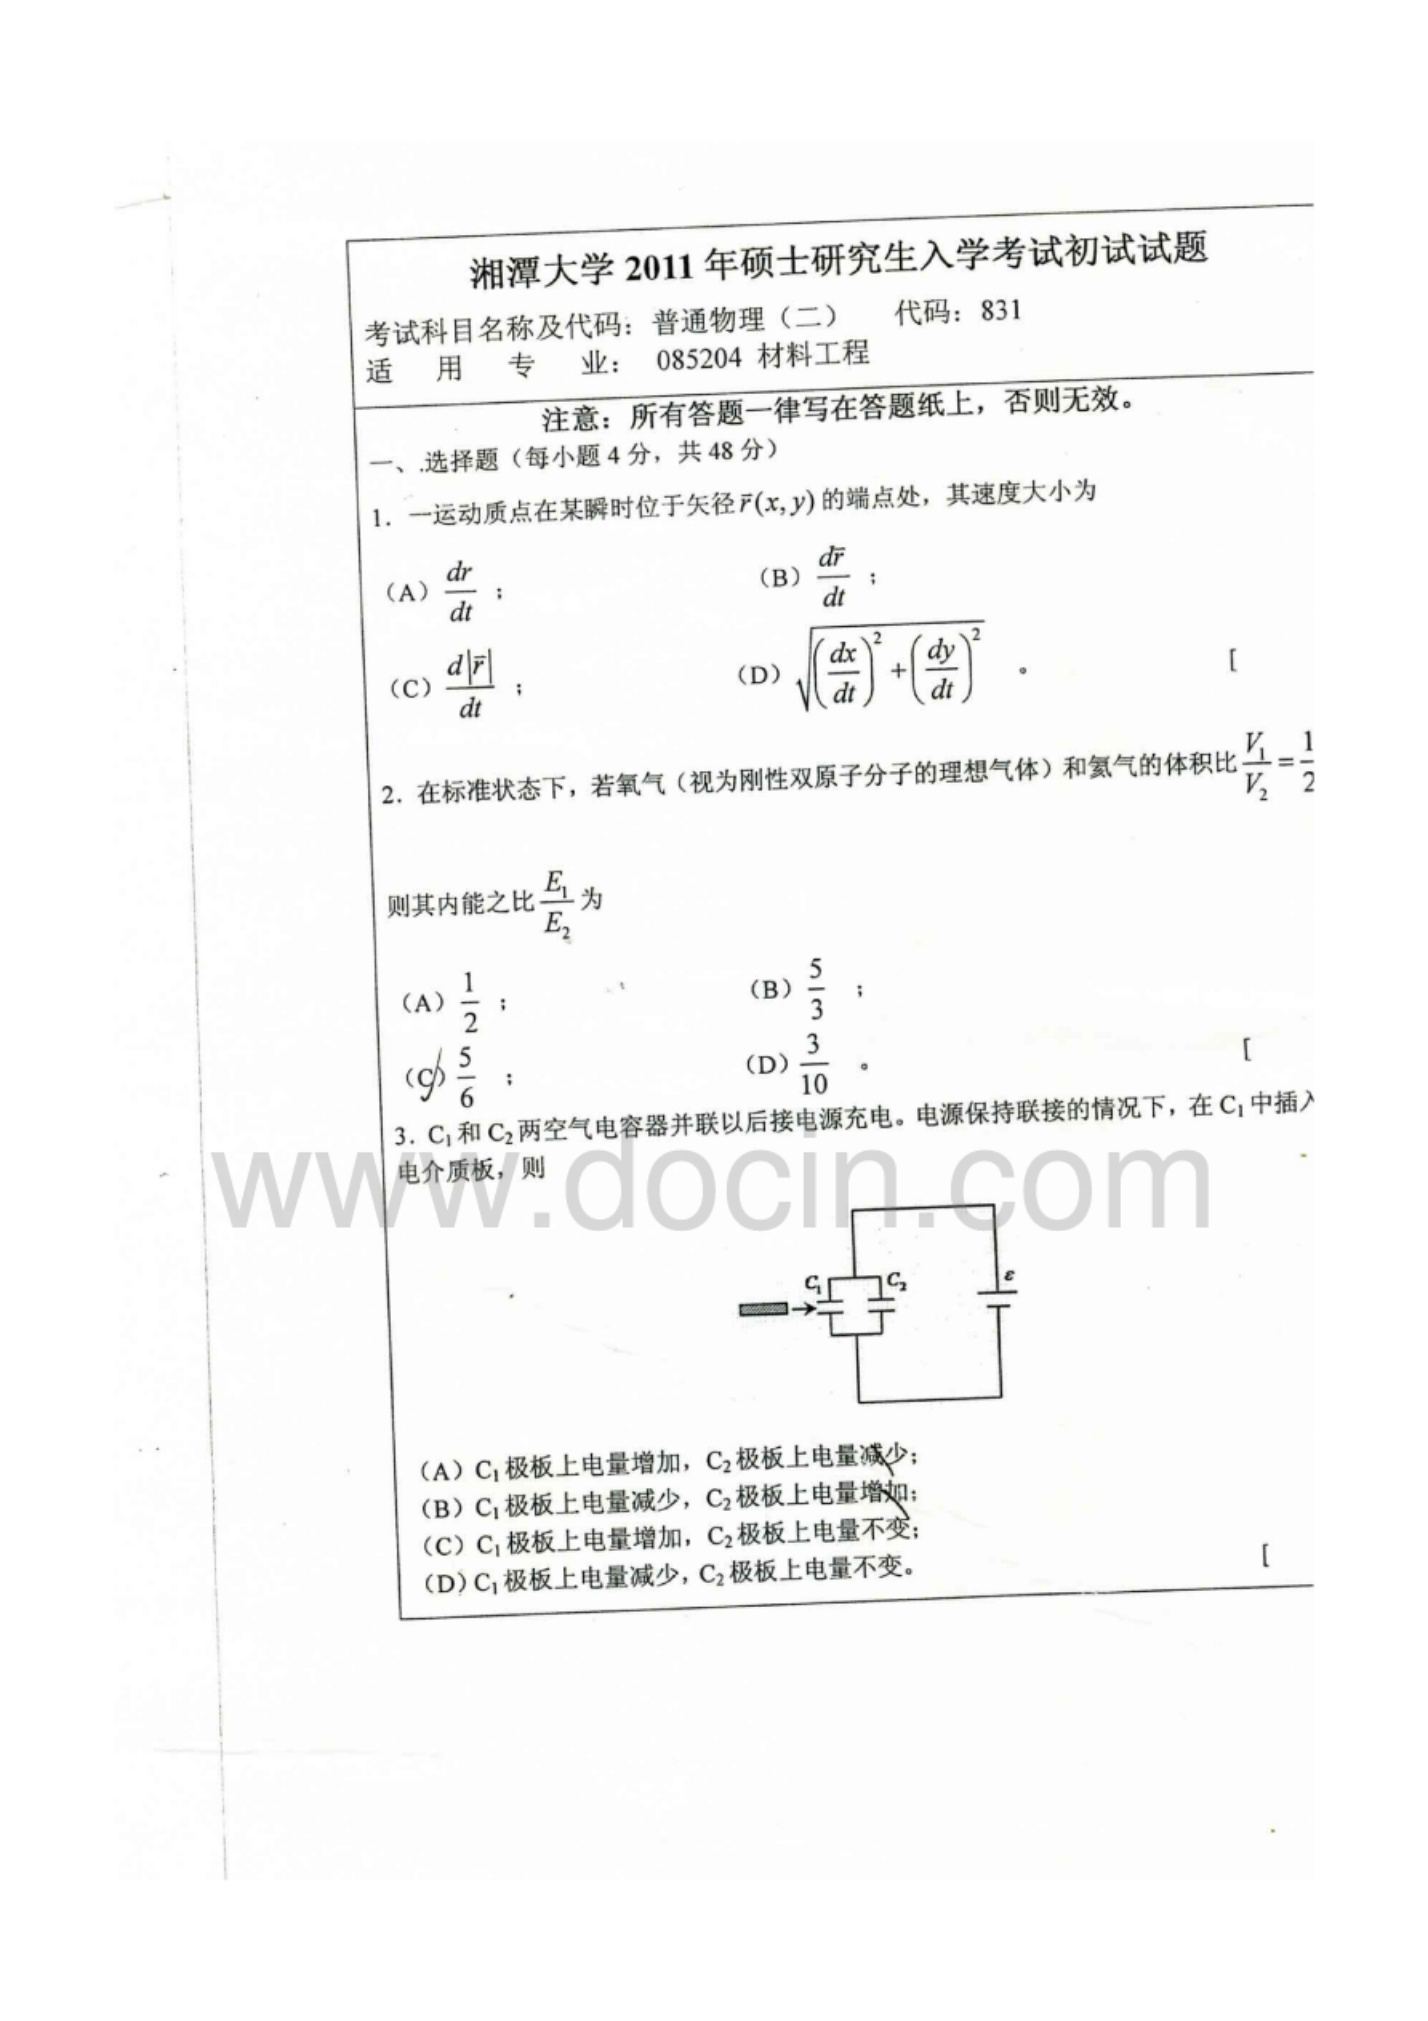 湘潭大学 2011 年硕士研究生入学考试初试试题
考试科目名称及代码：普通物理（二） 代码：831
适 用 专 业： 085204 材料工程
注意：所有答题一律写在答题纸上，否则无效。
一、.选择题（每小题 4 分，共 48 分）
1．一运动质点在某瞬时位于矢径 r̄(x, y) 的端点处，其速度大小为
（A）dr/dt ； （B）dr̄/dt ；
（C）d|r̄|/dt ； （D）√((dx/dt)² + (dy/dt)²) 。 [
2．在标准状态下，若氧气（视为刚性双原子分子的理想气体）和氦气的体积比 V₁/V₂ = 1/2
则其内能之比 E₁/E₂ 为
（A）1/2 ； （B）5/3 ；
（C）5/6 ； （D）3/10 。 [
3．C₁和 C₂两空气电容器并联以后接电源充电。电源保持联接的情况下，在 C₁中插入
电介质板，则
www.docin.com
C₁ C₂ ε
（A）C₁极板上电量增加，C₂极板上电量减少；
（B）C₁极板上电量减少，C₂极板上电量增加；
（C）C₁极板上电量增加，C₂极板上电量不变；
（D）C₁极板上电量减少，C₂极板上电量不变。 [